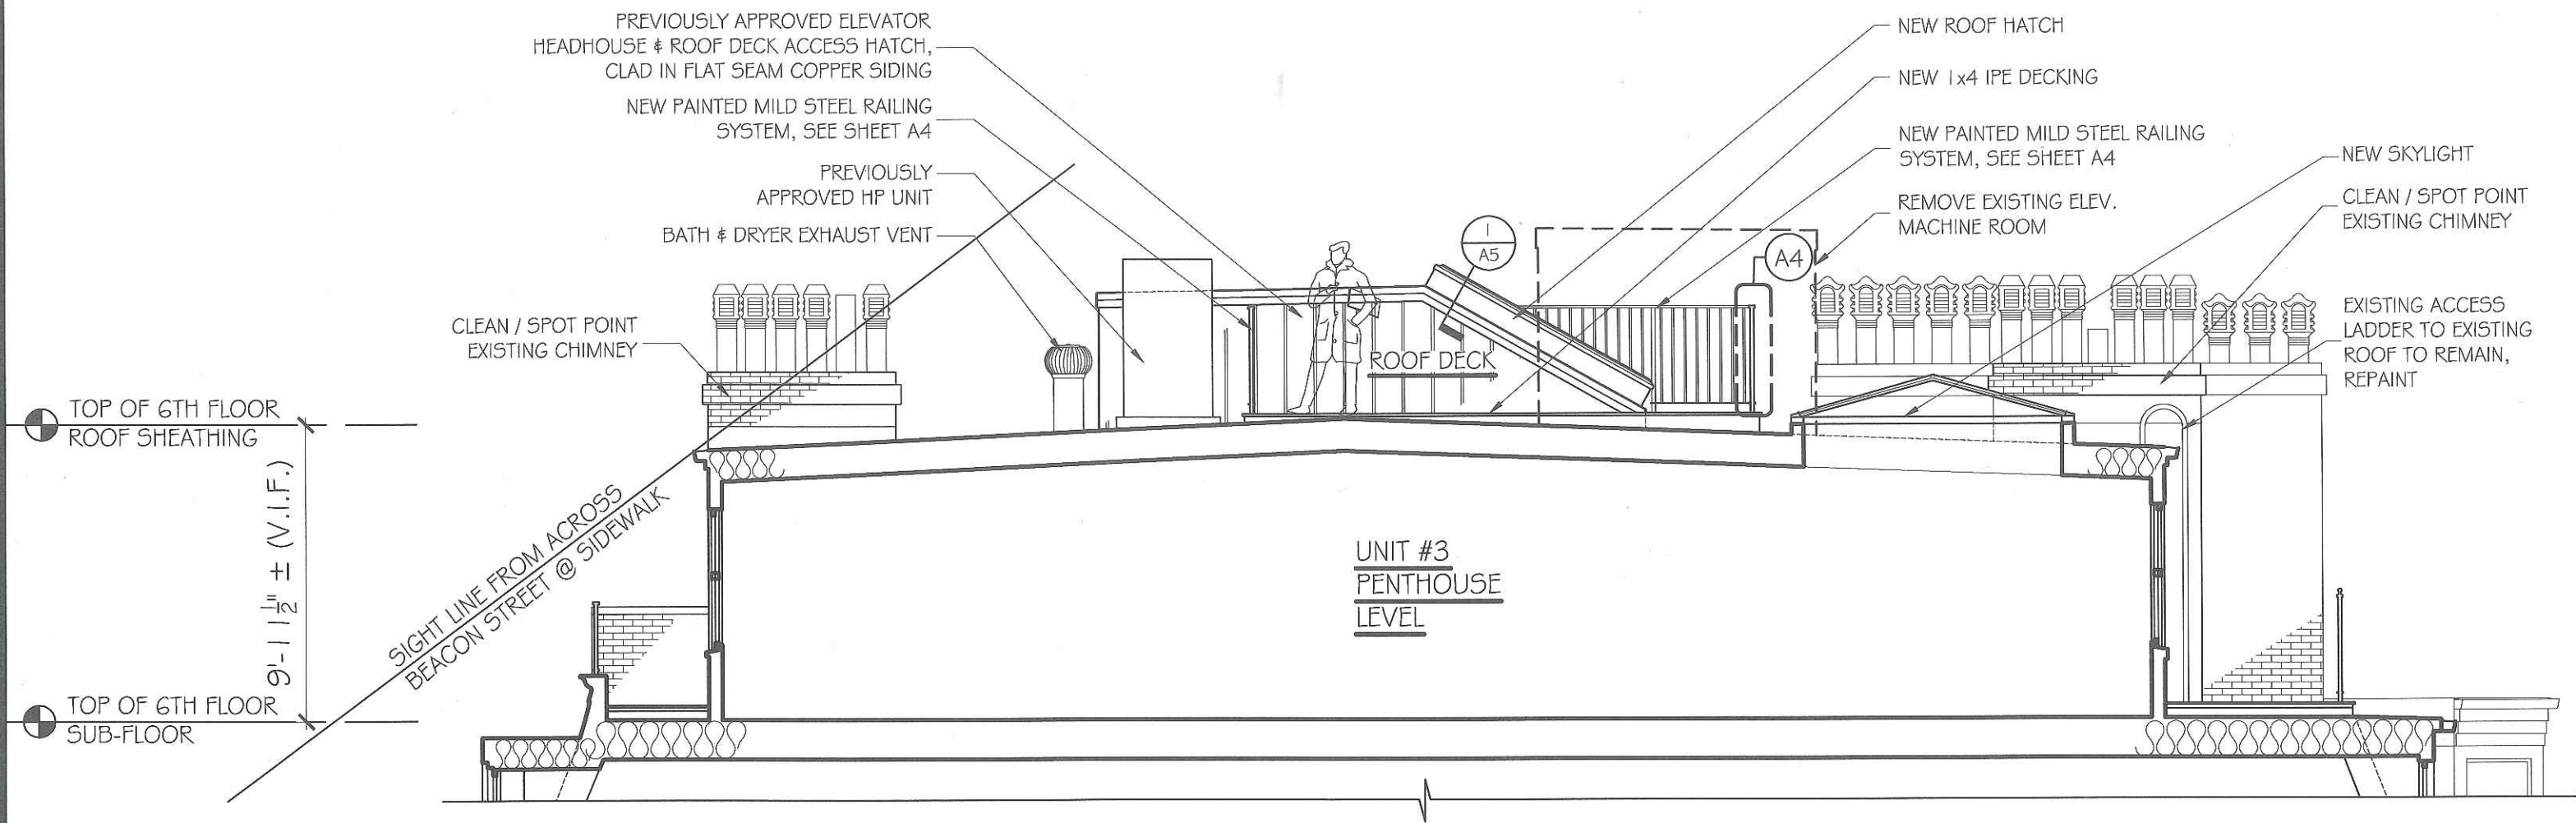 PREVIOUSLY APPROVED ELEVATOR
HEADHOUSE & ROOF DECK ACCESS HATCH,
CLAD IN FLAT SEAM COPPER SIDING
NEW PAINTED MILD STEEL RAILING
SYSTEM, SEE SHEET A4
PREVIOUSLY
APPROVED HP UNIT
BATH & DRYER EXHAUST VENT
CLEAN / SPOT POINT
EXISTING CHIMNEY
TOP OF 6TH FLOOR
ROOF SHEATHING
9'-11 1/2" ± (V.I.F.)
TOP OF 6TH FLOOR
SUB-FLOOR
SIGHT LINE FROM ACROSS
BEACON STREET @ SIDEWALK
1
A5
ROOF DECK
A4
UNIT #3
PENTHOUSE
LEVEL
NEW ROOF HATCH
NEW 1x4 IPE DECKING
NEW PAINTED MILD STEEL RAILING
SYSTEM, SEE SHEET A4
REMOVE EXISTING ELEV.
MACHINE ROOM
NEW SKYLIGHT
CLEAN / SPOT POINT
EXISTING CHIMNEY
EXISTING ACCESS
LADDER TO EXISTING
ROOF TO REMAIN,
REPAINT